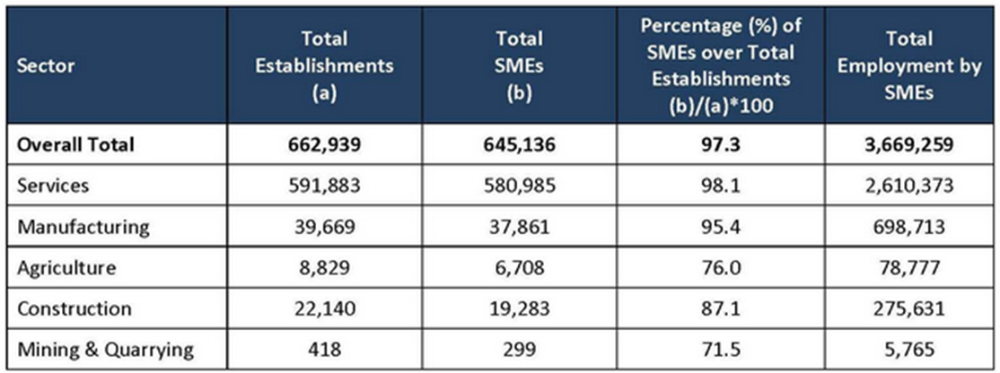 Sector
Total
Establishments
(a)
Total
SMEs
(b)
Percentage (%) of
SMEs over Total
Establishments
(b)/(a)*100
Total
Employment by
SMEs
Overall Total 662,939 645,136 97.3 3,669,259
Services 591,883 580,985 98.1 2,610,373
Manufacturing 39,669 37,861 95.4 698,713
Agriculture 8,829 6,708 76.0 78,777
Construction 22,140 19,283 87.1 275,631
Mining & Quarrying 418 299 71.5 5,765